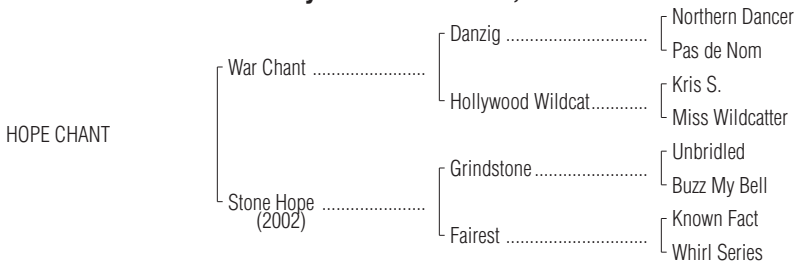 Northern Dancer
Danzig ................................
Pas de Nom
War Chant .........................
Kris S.
Hollywood Wildcat.............
Miss Wildcatter
HOPE CHANT
Unbridled
Grindstone .........................
Buzz My Bell
Stone Hope .......................
(2002)
Known Fact
Fairest ................................
Whirl Series